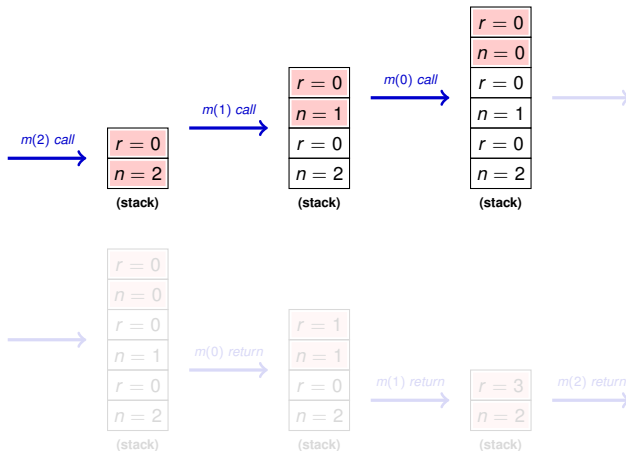 m(2) call
r = 0
n = 2
(stack)
m(1) call
r = 0
n = 1
r = 0
n = 2
(stack)
m(0) call
r = 0
n = 0
r = 0
n = 1
r = 0
n = 2
(stack)
r = 0
n = 0
r = 0
n = 1
r = 0
n = 2
(stack)
m(0) return
r = 1
n = 1
r = 0
n = 2
(stack)
m(1) return
r = 3
n = 2
(stack)
m(2) return